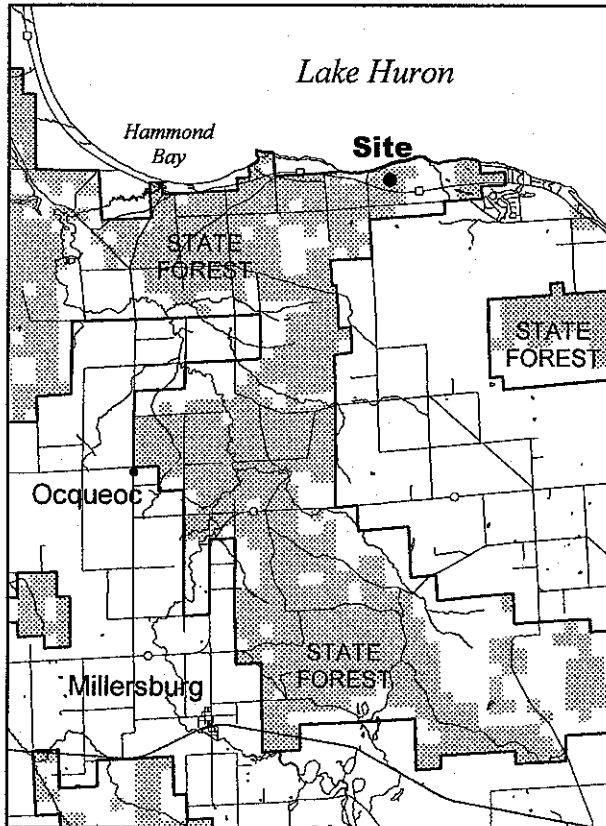 Lake Huron
Hammond
Bay
Site
STATE
FOREST
STATE
FOREST
Ocqueoc
STATE
FOREST
Millersburg